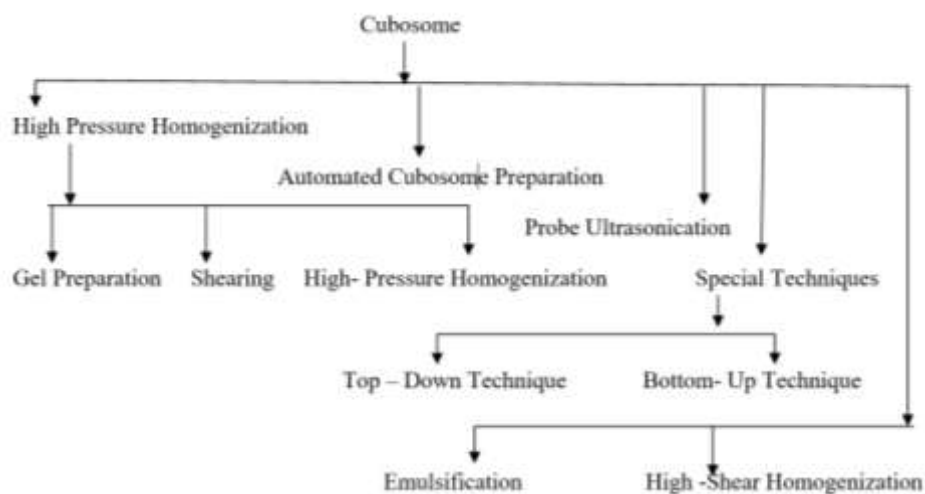 Cubosome
High Pressure Homogenization
Automated Cubosome Preparation
Probe Ultrasonication
Gel Preparation
Shearing
High- Pressure Homogenization
Special Techniques
Top – Down Technique
Bottom- Up Technique
Emulsification
High -Shear Homogenization